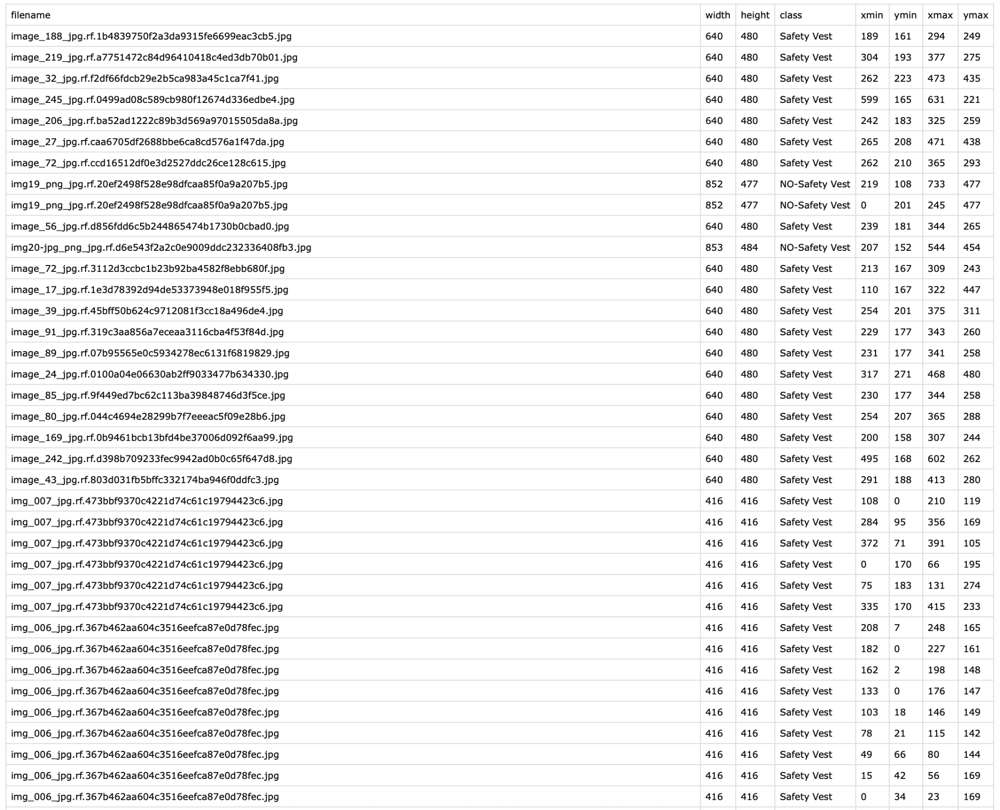 filename width height class xmin ymin xmax ymax
image_188_jpg.rf.1b4839750f2a3da9315fe6699eac3cb5.jpg 640 480 Safety Vest 189 161 294 249
image_219_jpg.rf.a7751472c84d96410418c4ed3db70b01.jpg 640 480 Safety Vest 304 193 377 275
image_32_jpg.rf.f2df66fdcb29e2b5ca983a45c1ca7f41.jpg 640 480 Safety Vest 262 223 473 435
image_245_jpg.rf.0499ad08c589cb980f12674d336edbe4.jpg 640 480 Safety Vest 599 165 631 221
image_206_jpg.rf.ba52ad1222c89b3d569a97015505da8a.jpg 640 480 Safety Vest 242 183 325 259
image_27_jpg.rf.caa6705df2688bbe6ca8cd576a1f47da.jpg 640 480 Safety Vest 265 208 471 438
image_72_jpg.rf.ccd16512df0e3d2527ddc26ce128c615.jpg 640 480 Safety Vest 262 210 365 293
img19_png_jpg.rf.20ef2498f528e98dfcaa85f0a9a207b5.jpg 852 477 NO-Safety Vest 219 108 733 477
img19_png_jpg.rf.20ef2498f528e98dfcaa85f0a9a207b5.jpg 852 477 NO-Safety Vest 0 201 245 477
image_56_jpg.rf.d856fdd6c5b244865474b1730b0cbad0.jpg 640 480 Safety Vest 239 181 344 265
img20-jpg_png_jpg.rf.d6e543f2a2c0e9009ddc232336408fb3.jpg 853 484 NO-Safety Vest 207 152 544 454
image_72_jpg.rf.3112d3ccbc1b23b92ba4582f8ebb680f.jpg 640 480 Safety Vest 213 167 309 243
image_17_jpg.rf.1e3d78392d94de53373948e018f955f5.jpg 640 480 Safety Vest 110 167 322 447
image_39_jpg.rf.45bff50b624c9712081f3cc18a496de4.jpg 640 480 Safety Vest 254 201 375 311
image_91_jpg.rf.319c3aa856a7eceaa3116cba4f53f84d.jpg 640 480 Safety Vest 229 177 343 260
image_89_jpg.rf.07b95565e0c5934278ec6131f6819829.jpg 640 480 Safety Vest 231 177 341 258
image_24_jpg.rf.0100a04e06630ab2ff9033477b634330.jpg 640 480 Safety Vest 317 271 468 480
image_85_jpg.rf.9f449ed7bc62c113ba39848746d3f5ce.jpg 640 480 Safety Vest 230 177 344 258
image_80_jpg.rf.044c4694e28299b7f7eeeac5f09e28b6.jpg 640 480 Safety Vest 254 207 365 288
image_169_jpg.rf.0b9461bcb13bfd4be37006d092f6aa99.jpg 640 480 Safety Vest 200 158 307 244
image_242_jpg.rf.d398b709233fec9942ad0b0c65f647d8.jpg 640 480 Safety Vest 495 168 602 262
image_43_jpg.rf.803d031fb5bffc332174ba946f0ddfc3.jpg 640 480 Safety Vest 291 188 413 280
img_007_jpg.rf.473bbf9370c4221d74c61c19794423c6.jpg 416 416 Safety Vest 108 0 210 119
img_007_jpg.rf.473bbf9370c4221d74c61c19794423c6.jpg 416 416 Safety Vest 284 95 356 169
img_007_jpg.rf.473bbf9370c4221d74c61c19794423c6.jpg 416 416 Safety Vest 372 71 391 105
img_007_jpg.rf.473bbf9370c4221d74c61c19794423c6.jpg 416 416 Safety Vest 0 170 66 195
img_007_jpg.rf.473bbf9370c4221d74c61c19794423c6.jpg 416 416 Safety Vest 75 183 131 274
img_007_jpg.rf.473bbf9370c4221d74c61c19794423c6.jpg 416 416 Safety Vest 335 170 415 233
img_006_jpg.rf.367b462aa604c3516eefca87e0d78fec.jpg 416 416 Safety Vest 208 7 248 165
img_006_jpg.rf.367b462aa604c3516eefca87e0d78fec.jpg 416 416 Safety Vest 182 0 227 161
img_006_jpg.rf.367b462aa604c3516eefca87e0d78fec.jpg 416 416 Safety Vest 162 2 198 148
img_006_jpg.rf.367b462aa604c3516eefca87e0d78fec.jpg 416 416 Safety Vest 133 0 176 147
img_006_jpg.rf.367b462aa604c3516eefca87e0d78fec.jpg 416 416 Safety Vest 103 18 146 149
img_006_jpg.rf.367b462aa604c3516eefca87e0d78fec.jpg 416 416 Safety Vest 78 21 115 142
img_006_jpg.rf.367b462aa604c3516eefca87e0d78fec.jpg 416 416 Safety Vest 49 66 80 144
img_006_jpg.rf.367b462aa604c3516eefca87e0d78fec.jpg 416 416 Safety Vest 15 42 56 169
img_006_jpg.rf.367b462aa604c3516eefca87e0d78fec.jpg 416 416 Safety Vest 0 34 23 169